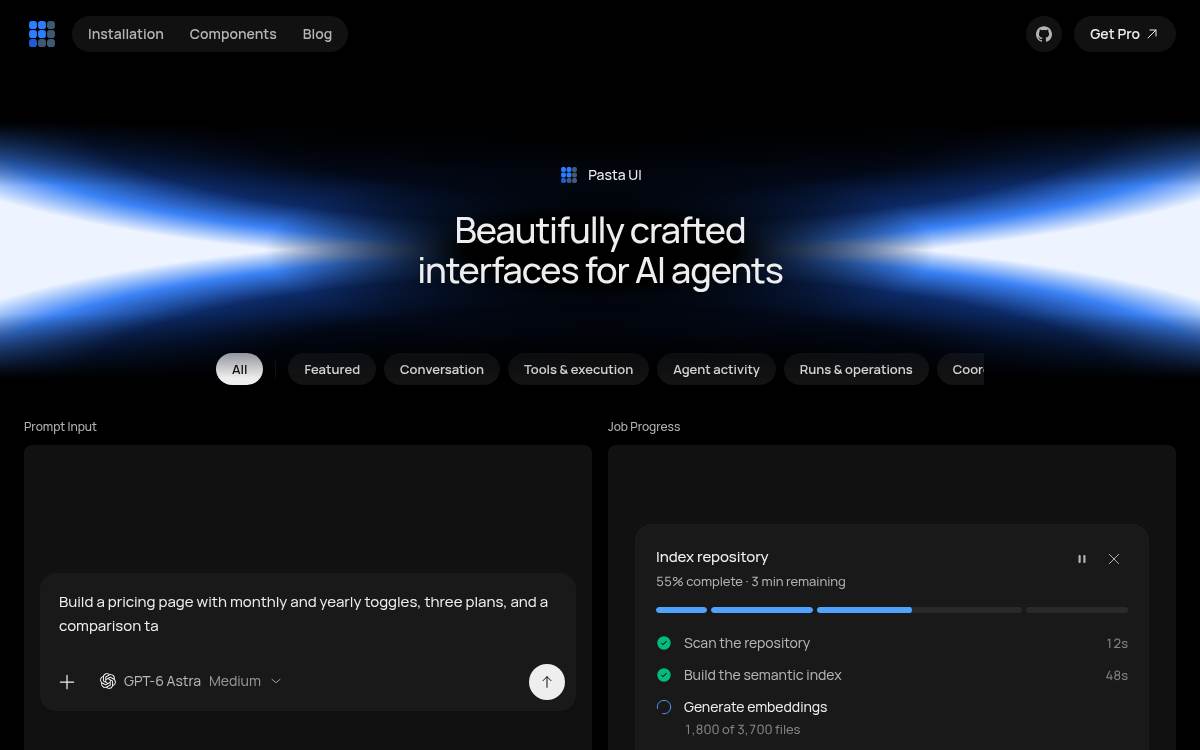 Installation
Components
Blog
Get Pro
Pasta UI
Beautifully crafted
interfaces for AI agents
All
Featured
Conversation
Tools & execution
Agent activity
Runs & operations
Coor
Prompt Input
Build a pricing page with monthly and yearly toggles, three plans, and a
comparison ta
GPT-6 Astra Medium
Job Progress
Index repository
55% complete · 3 min remaining
Scan the repository 12s
Build the semantic index 48s
Generate embeddings
1,800 of 3,700 files